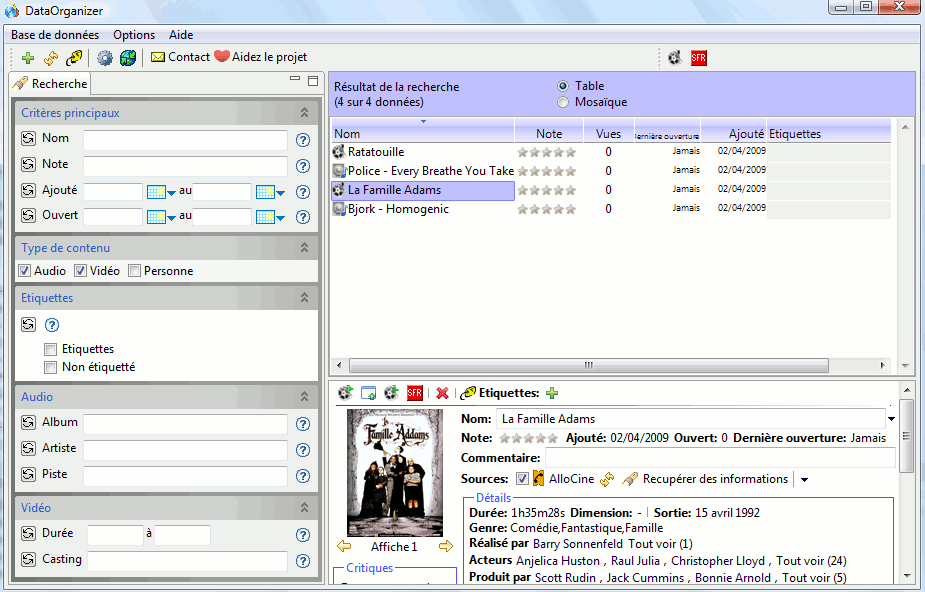 DataOrganizer
Base de données Options Aide
Contact Aidez le projet
SFR
Recherche
Critères principaux
Nom
Note
Ajouté au
Ouvert au
Type de contenu
Audio Vidéo Personne
Etiquettes
Etiquettes
Non étiquetté
Audio
Album
Artiste
Piste
Vidéo
Durée à
Casting
Résultat de la recherche
(4 sur 4 données)
Table
Mosaïque
Nom Note Vues Dernière ouverture Ajouté Etiquettes
Ratatouille 0 Jamais 02/04/2009
Police - Every Breathe You Take 0 Jamais 02/04/2009
La Famille Adams 0 Jamais 02/04/2009
Bjork - Homogenic 0 Jamais 02/04/2009
SFR Etiquettes:
la Famille Addams
Affiche 1
Critiques
Nom: La Famille Adams
Note: Ajouté: 02/04/2009 Ouvert: 0 Dernière ouverture: Jamais
Commentaire:
Sources: AlloCine Recupérer des informations
Détails
Durée: 1h35m28s Dimension: - Sortie: 15 avril 1992
Genre: Comédie,Fantastique,Famille
Réalisé par Barry Sonnenfeld Tout voir (1)
Acteurs Anjelica Huston , Raul Julia , Christopher Lloyd , Tout voir (24)
Produit par Scott Rudin , Jack Cummins , Bonnie Arnold , Tout voir (5)